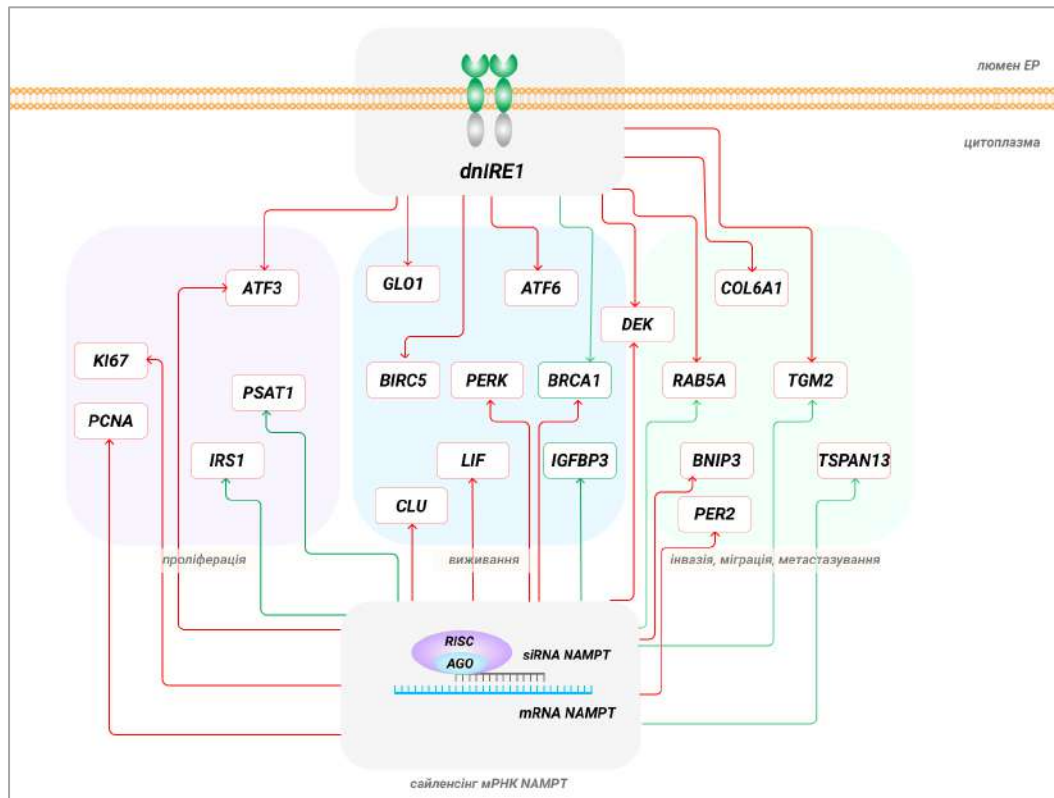 люмен ЕР
цитоплазма
dnIRE1
ATF3
GLO1
ATF6
COL6A1
DEK
KI67
BIRC5
PERK
BRCA1
RAB5A
TGM2
PSAT1
PCNA
IRS1
LIF
IGFBP3
BNIP3
TSPAN13
CLU
PER2
проліферація
виживання
інвазія, міграція, метастазування
RISC
AGO
siRNA NAMPT
mRNA NAMPT
сайленсінг мРНК NAMPT